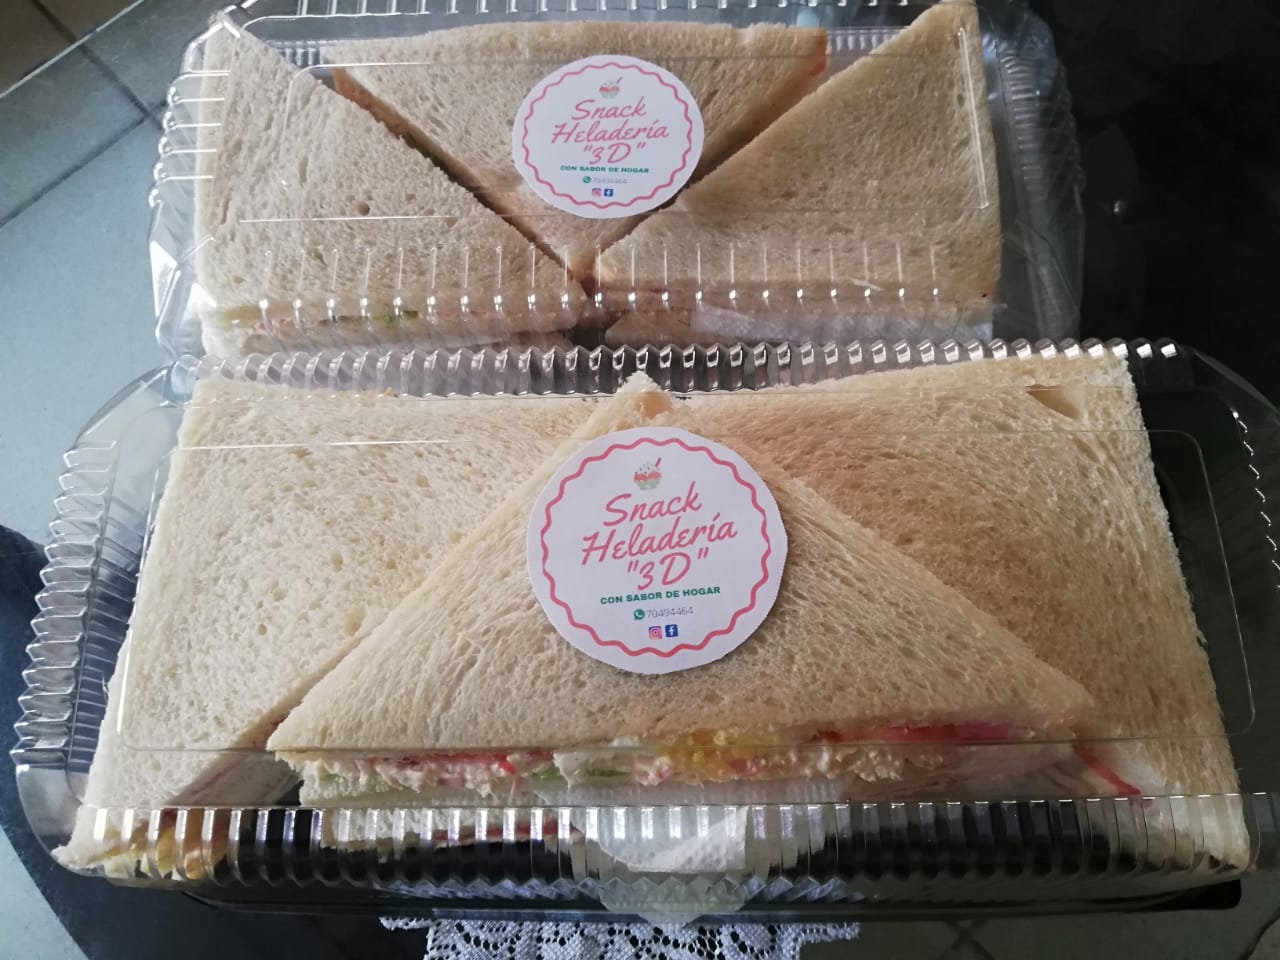 Snack
Heladería
"3D"
CON SABOR DE HOGAR
70494464
Snack
Heladería
"3D"
CON SABOR DE HOGAR
70494464